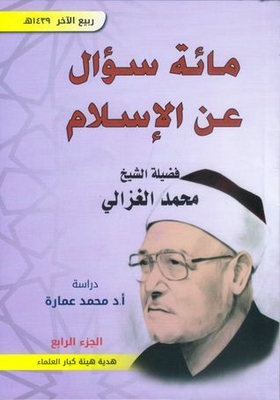 ربيع الآخر ١٤٣٩هـ
مائة سؤال
عن الإسلام
فضيلة الشيخ
محمد الغزالي
دراسة
أ.د محمد عمارة
الجزء الرابع
هدية هيئة كبار العلماء